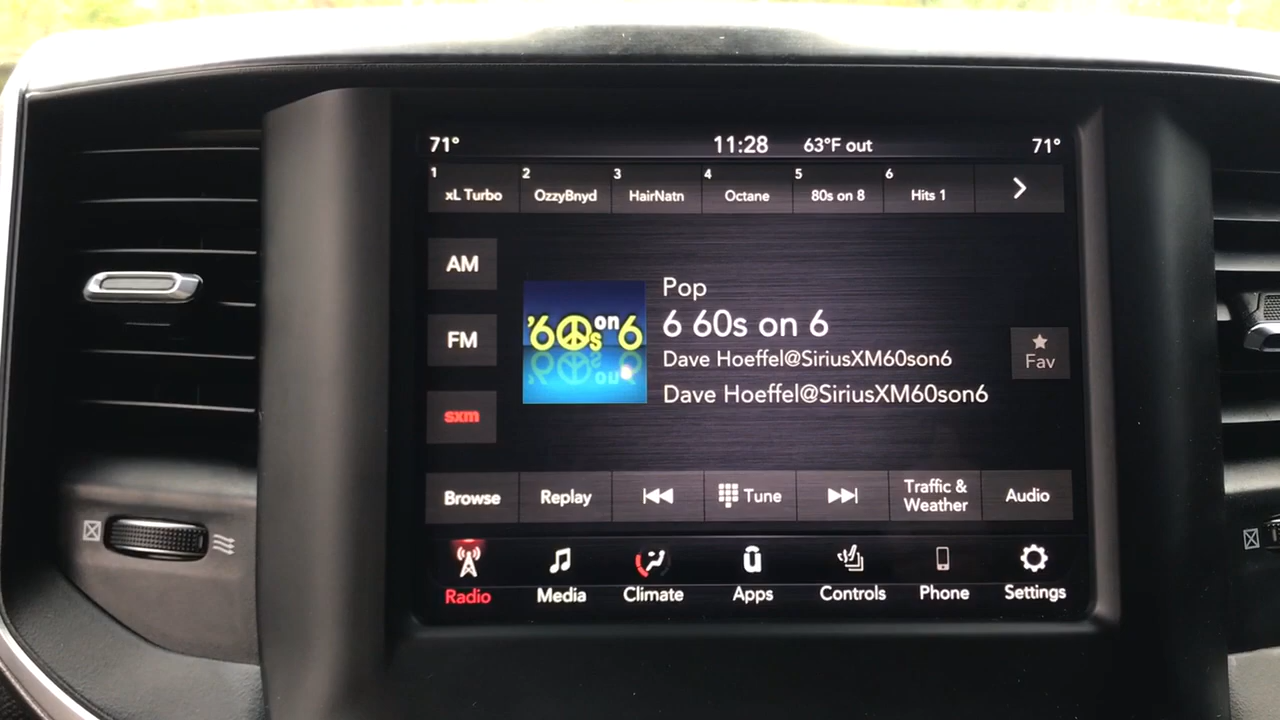 71° 11:28 63°F out 71°
1 xL Turbo 2 OzzyBnyd 3 HairNatn 4 Octane 5 80s on 8 6 Hits 1
AM
FM
sxm
'60s on 6
Pop
6 60s on 6
Dave Hoeffel@SiriusXM60son6
Dave Hoeffel@SiriusXM60son6
Fav
Browse Replay Tune Traffic & Weather Audio
Radio Media Climate Apps Controls Phone Settings